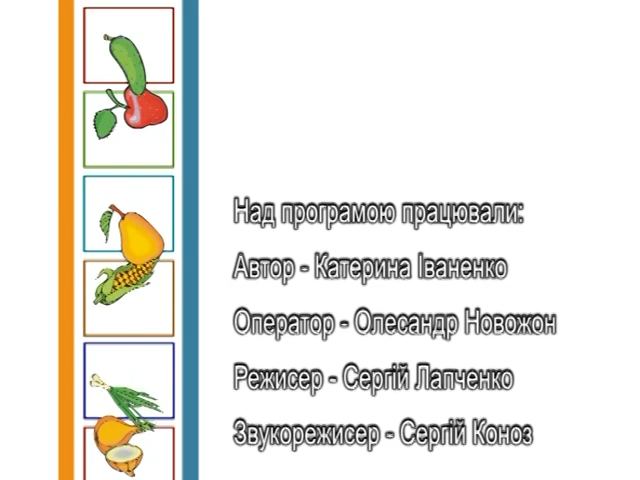 Над програмою працювали:
Автор - Катерина Іваненко
Оператор - Олесандр Новожон
Режисер - Сергій Лапченко
Звукорежисер - Сергій Коноз